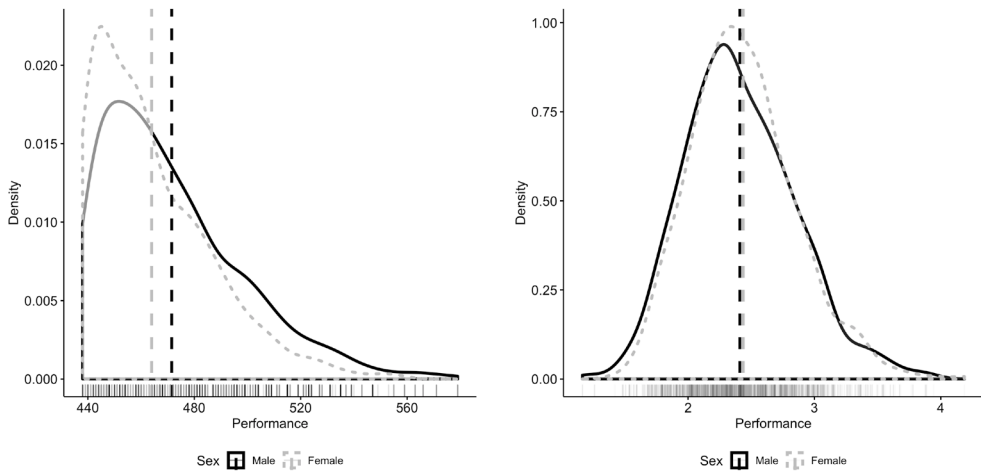 0.020
0.015
0.010
0.005
0.000
Density
440 480 520 560
Performance
Sex Male Female
1.00
0.75
0.50
0.25
0.00
Density
2 3 4
Performance
Sex Male Female